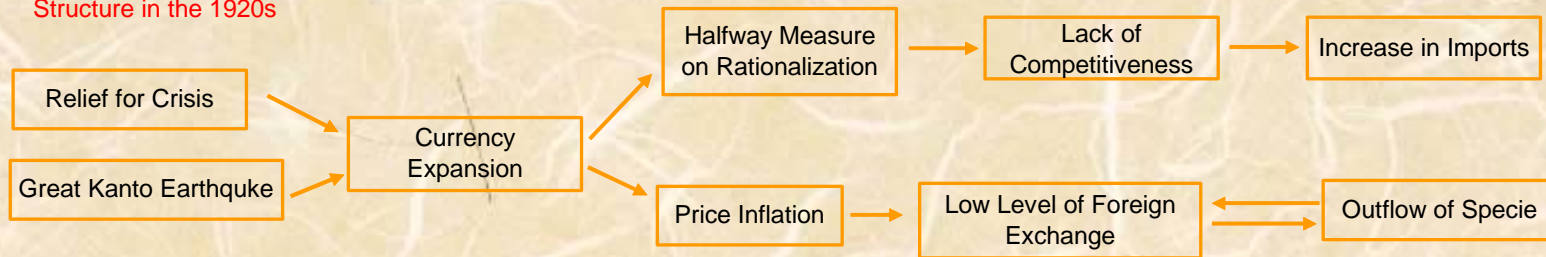 Structure in the 1920s
Relief for Crisis
Great Kanto Earthquke
Currency
Expansion
Halfway Measure
on Rationalization
Lack of
Competitiveness
Increase in Imports
Price Inflation
Low Level of Foreign
Exchange
Outflow of Specie